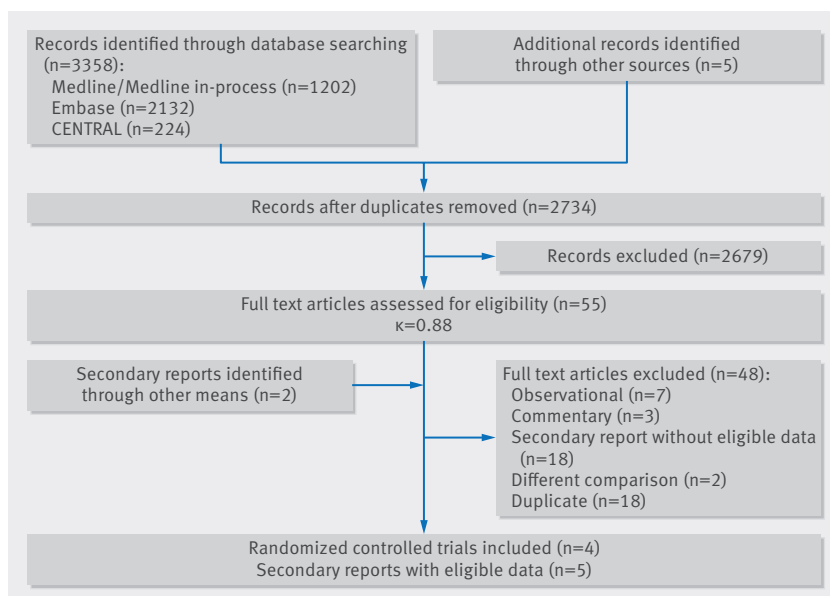 Records identified through database searching
(n=3358):
Medline/Medline in-process (n=1202)
Embase (n=2132)
CENTRAL (n=224)
Additional records identified
through other sources (n=5)
Records after duplicates removed (n=2734)
Records excluded (n=2679)
Full text articles assessed for eligibility (n=55)
κ=0.88
Secondary reports identified
through other means (n=2)
Full text articles excluded (n=48):
Observational (n=7)
Commentary (n=3)
Secondary report without eligible data
(n=18)
Different comparison (n=2)
Duplicate (n=18)
Randomized controlled trials included (n=4)
Secondary reports with eligible data (n=5)